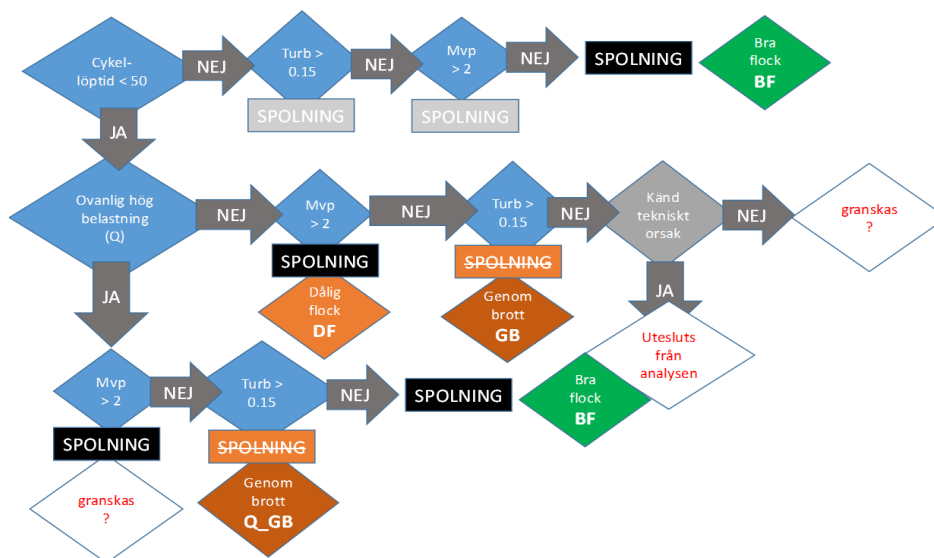 Cykel-
löptid < 50
NEJ
Turb >
0.15
NEJ
Mvp
> 2
NEJ
SPOLNING
Bra
flock
BF
SPOLNING
SPOLNING
JA
Ovanlig hög
belastning
(Q)
NEJ
Mvp
> 2
NEJ
Turb >
0.15
NEJ
Känd
tekniskt
orsak
NEJ
granskas
?
SPOLNING
SPOLNING
Dålig
flock
DF
Genom
brott
GB
JA
JA
Utesluts
från
analysen
Mvp
> 2
NEJ
Turb >
0.15
NEJ
SPOLNING
Bra
flock
BF
SPOLNING
SPOLNING
granskas
?
Genom
brott
Q_GB